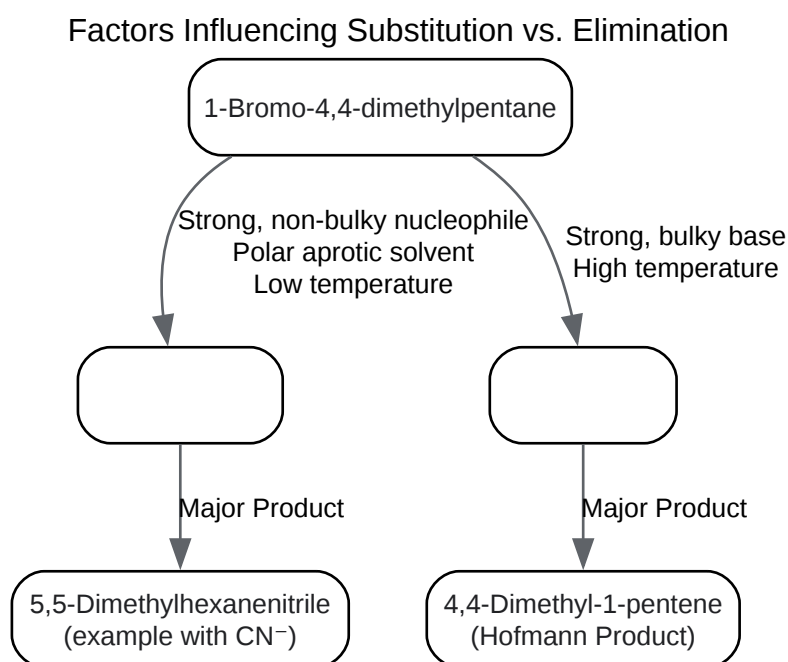 Factors Influencing Substitution vs. Elimination
1-Bromo-4,4-dimethylpentane
Strong, non-bulky nucleophile
Polar aprotic solvent
Low temperature
Strong, bulky base
High temperature
Major Product
Major Product
5,5-Dimethylhexanenitrile
(example with CN⁻)
4,4-Dimethyl-1-pentene
(Hofmann Product)